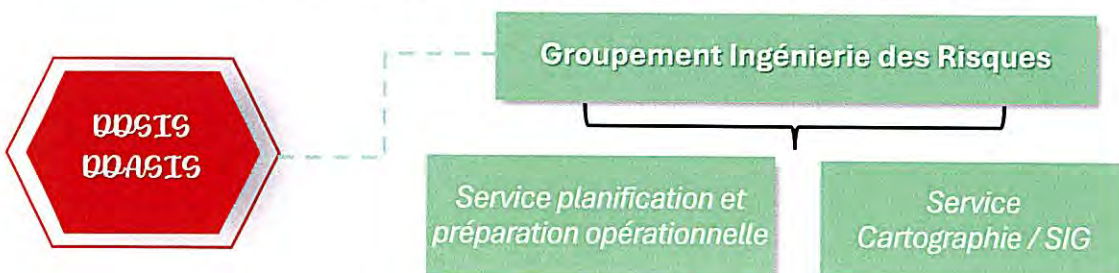 Groupement Ingénierie des Risques
DDSIS
DDASIS
Service planification et
préparation opérationnelle
Service
Cartographie / SIG